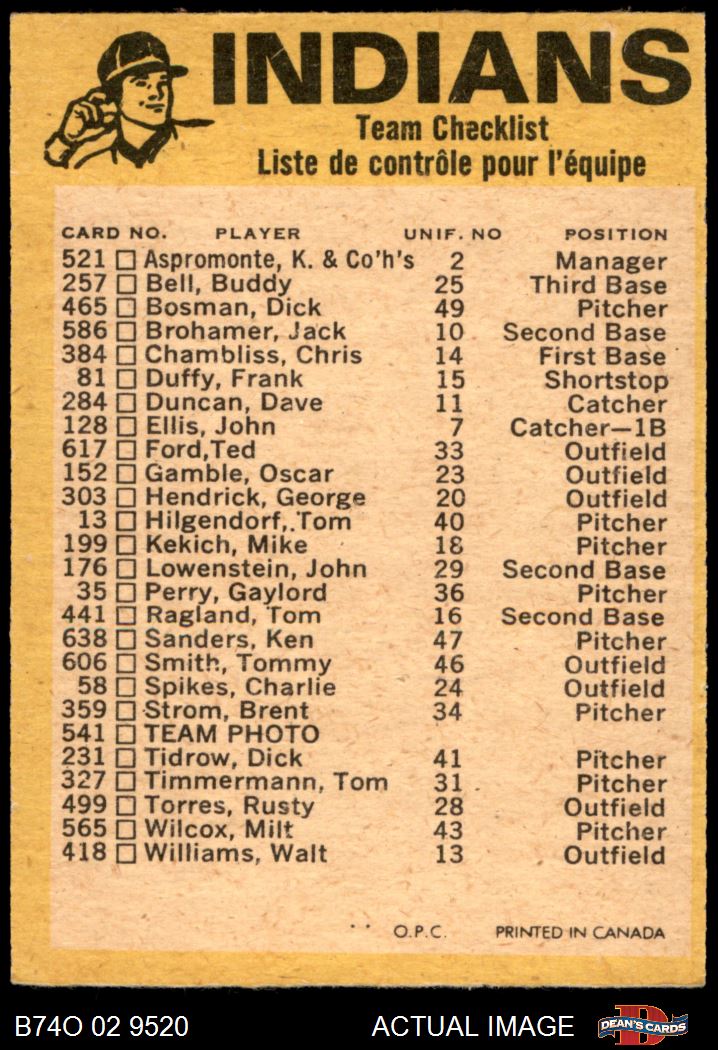 INDIANS
Team Checklist
Liste de contrôle pour l'équipe
CARD NO. PLAYER UNIF. NO POSITION
521 Aspromonte, K. & Co'h's 2 Manager
257 Bell, Buddy 25 Third Base
465 Bosman, Dick 49 Pitcher
586 Brohamer, Jack 10 Second Base
384 Chambliss, Chris 14 First Base
81 Duffy, Frank 15 Shortstop
284 Duncan, Dave 11 Catcher
128 Ellis, John 7 Catcher—1B
617 Ford,Ted 33 Outfield
152 Gamble, Oscar 23 Outfield
303 Hendrick, George 20 Outfield
13 Hilgendorf, Tom 40 Pitcher
199 Kekich, Mike 18 Pitcher
176 Lowenstein, John 29 Second Base
35 Perry, Gaylord 36 Pitcher
441 Ragland, Tom 16 Second Base
638 Sanders, Ken 47 Pitcher
606 Smith, Tommy 46 Outfield
58 Spikes, Charlie 24 Outfield
359 Strom, Brent 34 Pitcher
541 TEAM PHOTO
231 Tidrow, Dick 41 Pitcher
327 Timmermann, Tom 31 Pitcher
499 Torres, Rusty 28 Outfield
565 Wilcox, Milt 43 Pitcher
418 Williams, Walt 13 Outfield
** O.P.C. PRINTED IN CANADA
B74O 02 9520 ACTUAL IMAGE DEAN'S CARDS